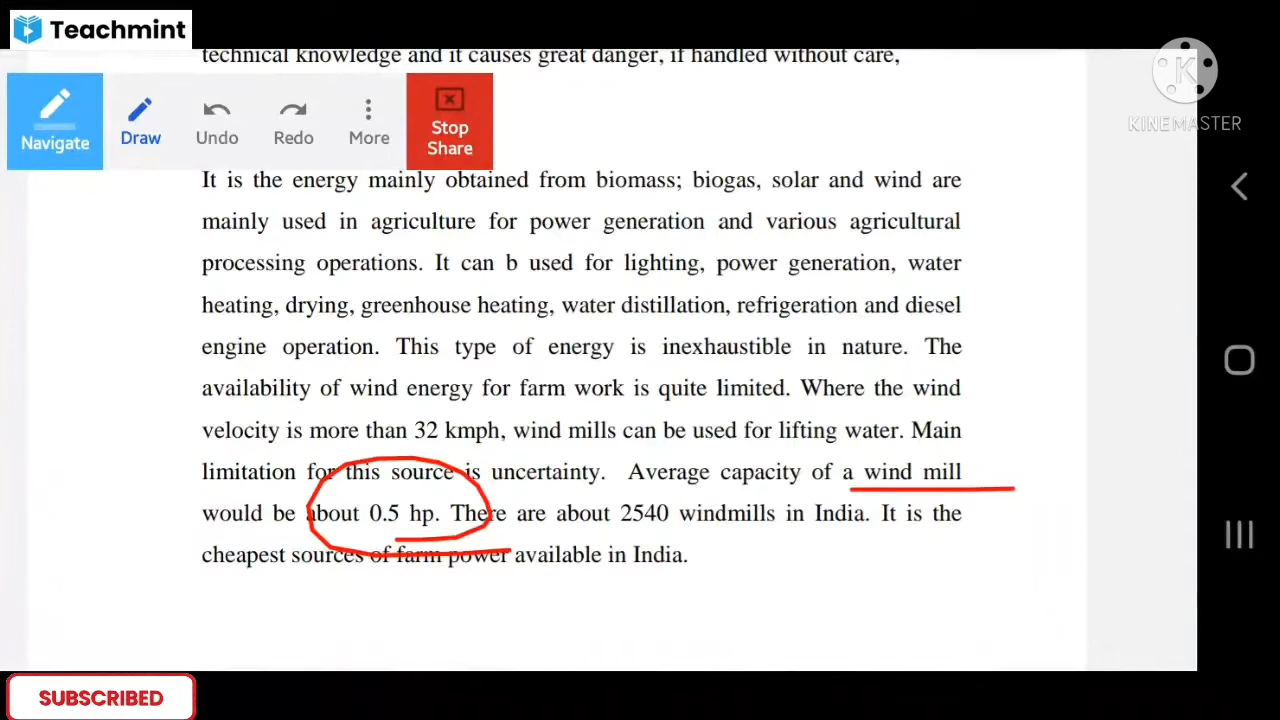 Teachmint
technical knowledge and it causes great danger, if handled without care,
KINEMASTER
Navigate
Draw
Undo
Redo
More
Stop
Share
It is the energy mainly obtained from biomass; biogas, solar and wind are
mainly used in agriculture for power generation and various agricultural
processing operations. It can b used for lighting, power generation, water
heating, drying, greenhouse heating, water distillation, refrigeration and diesel
engine operation. This type of energy is inexhaustible in nature. The
availability of wind energy for farm work is quite limited. Where the wind
velocity is more than 32 kmph, wind mills can be used for lifting water. Main
limitation for this source is uncertainty. Average capacity of a wind mill
would be about 0.5 hp. There are about 2540 windmills in India. It is the
cheapest sources of farm power available in India.
SUBSCRIBED